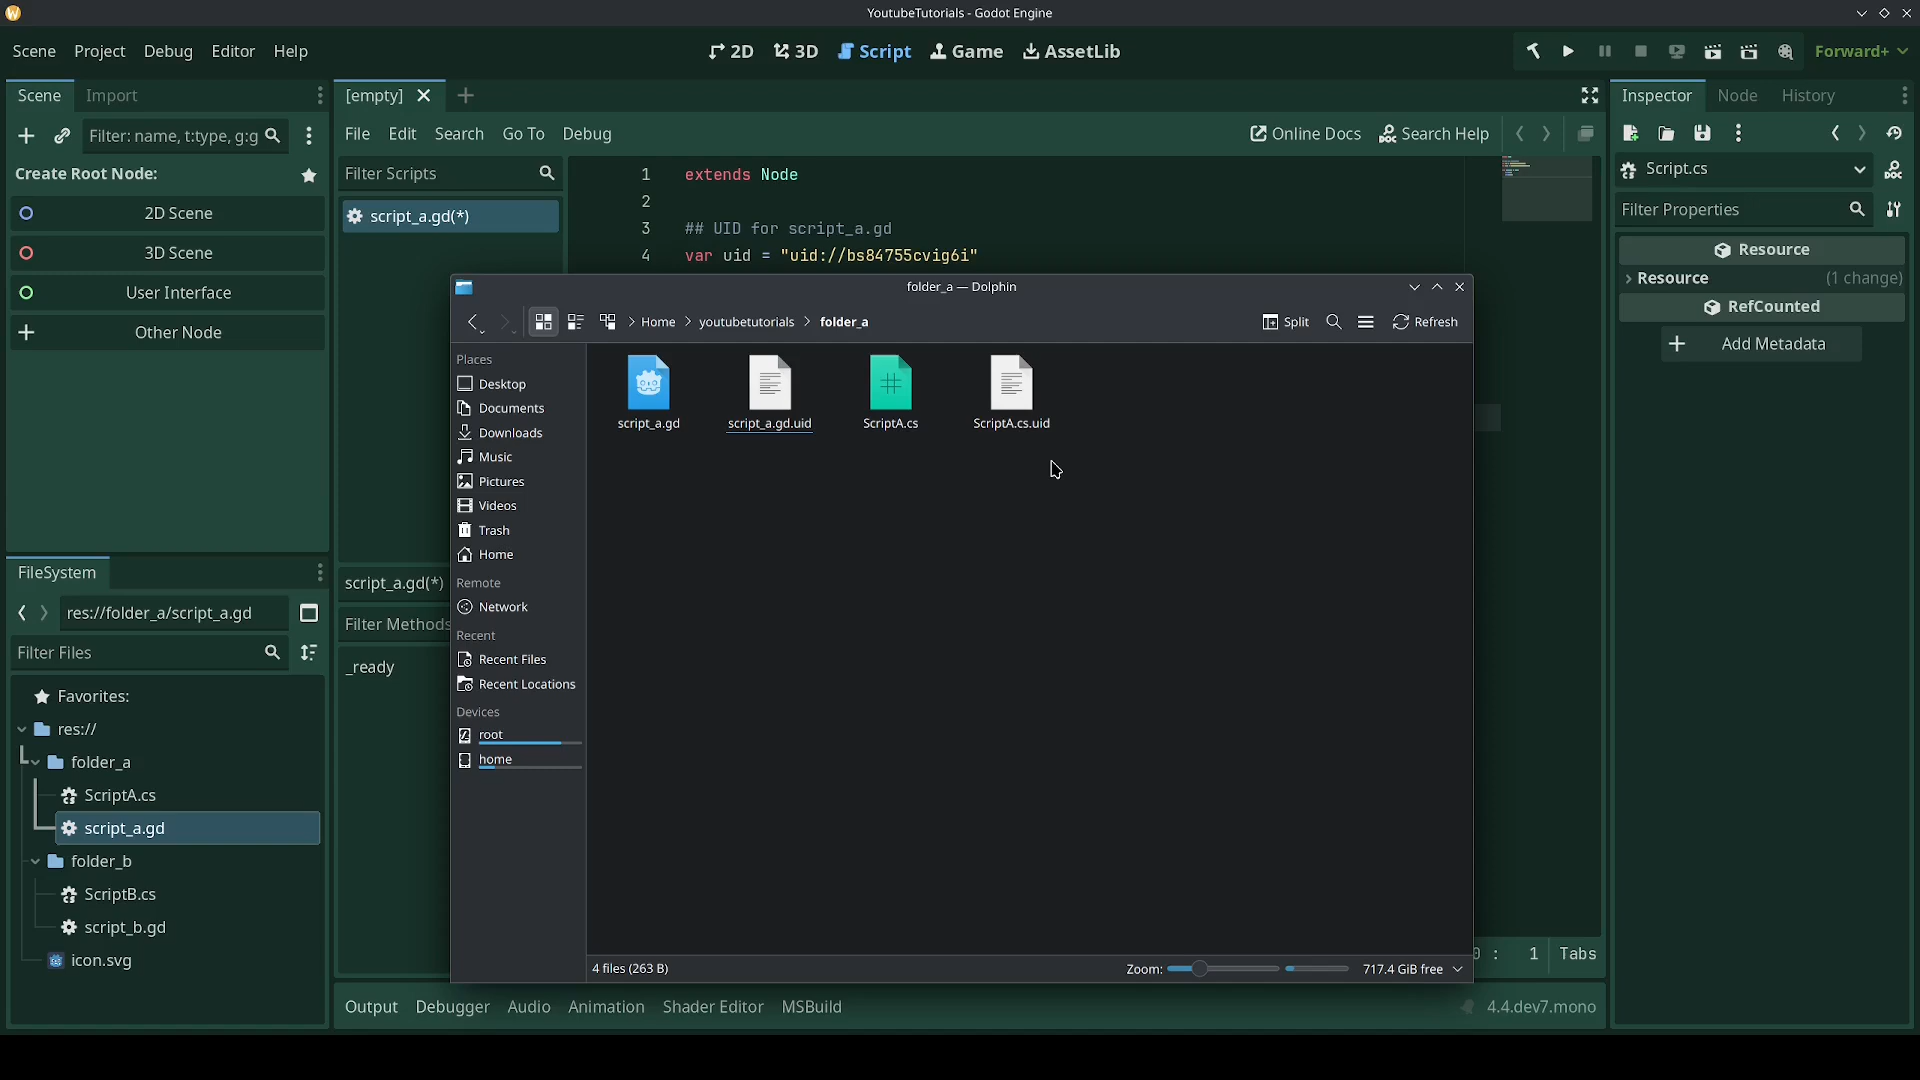 YoutubeTutorials - Godot Engine
Scene Project Debug Editor Help
2D 3D Script Game AssetLib
Forward+
Scene Import
Filter: name, t:type, g:g
Create Root Node:
2D Scene
3D Scene
User Interface
Other Node
FileSystem
res://folder_a/script_a.gd
Filter Files
Favorites:
res://
folder_a
ScriptA.cs
script_a.gd
folder_b
ScriptB.cs
script_b.gd
icon.svg
[empty]
File Edit Search Go To Debug
Online Docs Search Help
Filter Scripts
script_a.gd(*)
1 extends Node
2
3 ## UID for script_a.gd
4 var uid = "uid://bs84755cvig6i"
script_a.gd(*)
Filter Methods
_ready
folder_a — Dolphin
Home youtubetutorials folder_a
Split Refresh
Places
Desktop
Documents
Downloads
Music
Pictures
Videos
Trash
Home
Remote
Network
Recent
Recent Files
Recent Locations
Devices
root
home
script_a.gd script_a.gd.uid ScriptA.cs ScriptA.cs.uid
4 files (263 B)
Zoom: 717.4 GiB free
: 1 Tabs
Output Debugger Audio Animation Shader Editor MSBuild
4.4.dev7.mono
Inspector Node History
Script.cs
Filter Properties
Resource
Resource (1 change)
RefCounted
Add Metadata